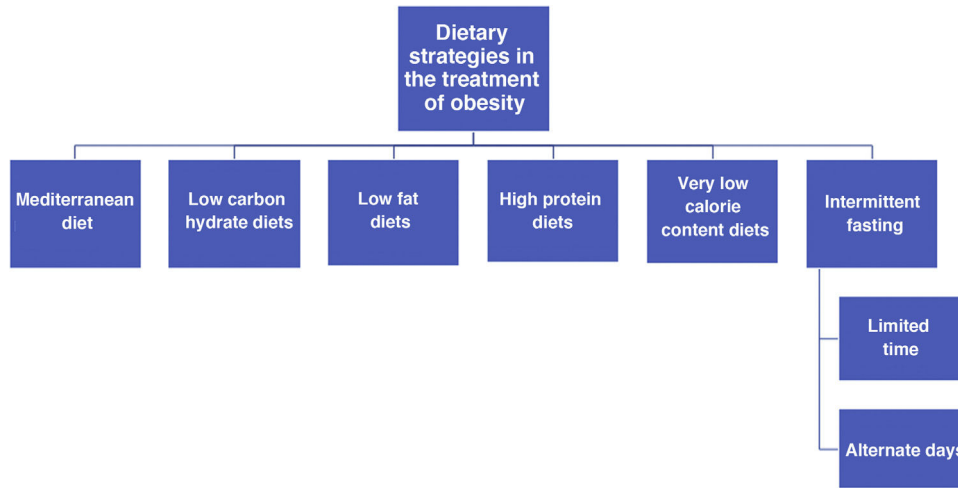 Dietary
strategies in
the treatment
of obesity
Mediterranean
diet
Low carbon
hydrate diets
Low fat
diets
High protein
diets
Very low
calorie
content diets
Intermittent
fasting
Limited
time
Alternate days